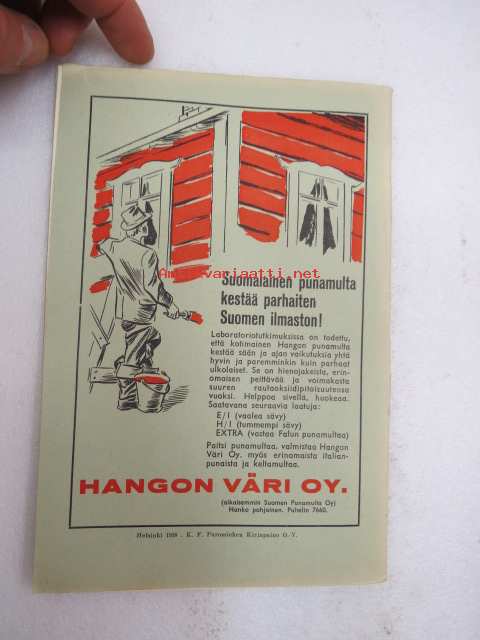 Antikvariaatti.net
Suomalainen punamulta
kestää parhaiten
Suomen ilmaston!
Laboratoriotutkimuksissa on todettu,
että kotimainen Hangon punamulta
kestää sään ja ajan vaikutuksia yhtä
hyvin ja paremminkin kuin parhaat
ulkolaiset. Se on hienojakeista, erin-
omaisen peittävää ja voimakasta
suuren rautaoksiidipitoisuutensa
vuoksi. Helppoa sivellä, huokeaa.
Saatavana seuraavia laatuja:
E/I (vaalea sävy)
H/I (tummempi sävy)
EXTRA (vastaa Falun punamultaa)
Paitsi punamultaa, valmistaa Hangon
Väri Oy. myös erinomaista italian-
punaista ja keltamultaa.
HANGON VÄRI OY.
(aikaisemmin Suomen Punamulta Oy)
Hanko pohjoinen. Puhelin 7660.
Helsinki 1958 . K. F. Puromiehen Kirjapaino O.-Y.